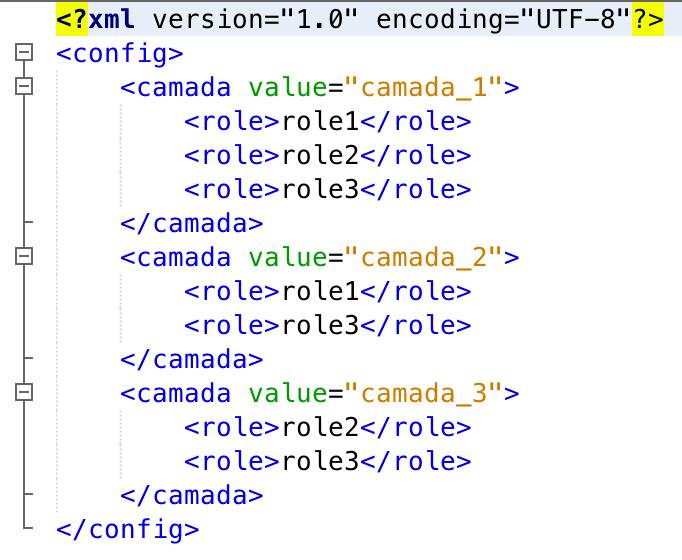 <?xml version="1.0" encoding="UTF-8"?>
<config>
    <camada value="camada_1">
        <role>role1</role>
        <role>role2</role>
        <role>role3</role>
    </camada>
    <camada value="camada_2">
        <role>role1</role>
        <role>role3</role>
    </camada>
    <camada value="camada_3">
        <role>role2</role>
        <role>role3</role>
    </camada>
</config>